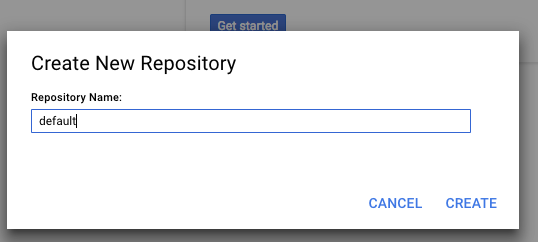 Get started
Create New Repository
Repository Name:
default
CANCEL CREATE